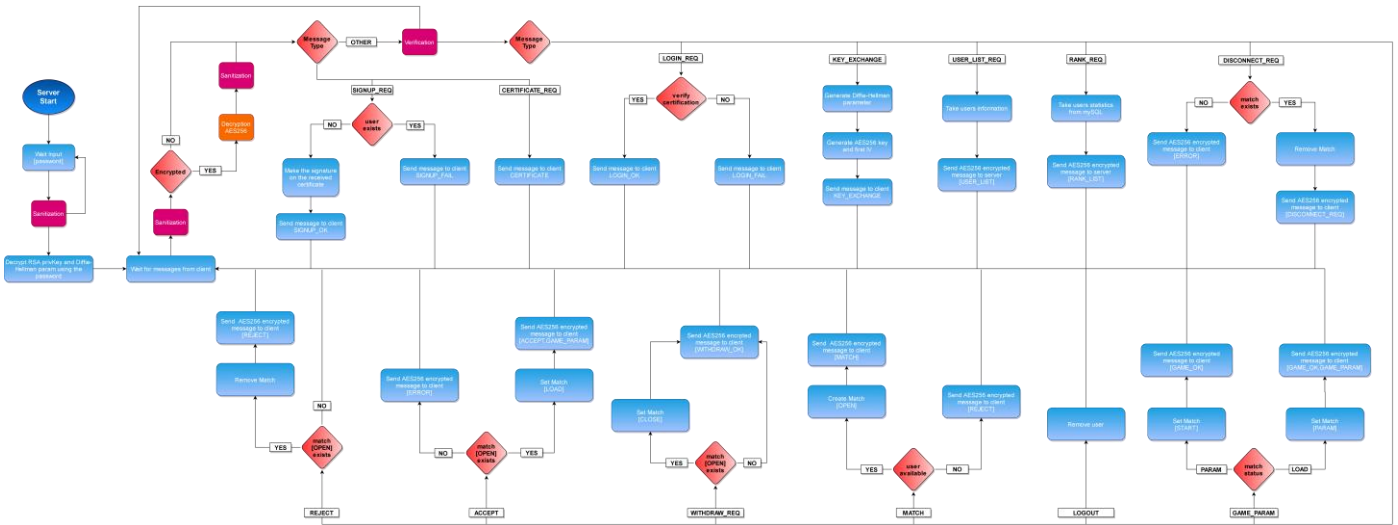 Message
Type
OTHER
Verification
Message
Type
LOGIN_REQ
KEY_EXCHANGE
USER_LIST_REQ
RANK_REQ
DISCONNECT_REQ
Sanitization
SIGNUP_REQ
CERTIFICATE_REQ
YES
verify
certification
NO
Generate Diffie-Hellman
parameter
Take users information
Take users statistics
from mySQL
NO
match
exists
YES
Server
Start
Decryption
AES256
NO
user
exists
YES
NO
Generate AES256 key
and first IV
Send AES256 encrypted
message to client
[ERROR]
Remove Match
Wait Input
[password]
Encrypted
YES
Make the signature
on the received
certificate
Send message to client
SIGNUP_FAIL
Send message to client
CERTIFICATE
Send message to client
LOGIN_OK
Send message to client
LOGIN_FAIL
Send AES256 encrypted
message to server
[USER_LIST]
Send AES256 encrypted
message to server
[RANK_LIST]
Send message to client
KEY_EXCHANGE
Sanitization
Sanitization
Send message to client
SIGNUP_OK
Send AES256 encrypted
message to client
[DISCONNECT_REQ]
Decrypt RSA privKey and Diffie-
Hellman param using the
password
Wait for messages from client
Send AES256 encrypted
message to client
[REJECT]
Send AES256 encrypted
message to client
[ACCEPT,GAME_PARAM]
Send AES256 encrypted
message to client
[WITHDRAW_OK]
Send AES256 encrypted
message to client
[MATCH]
Send AES256 encrypted
message to client
[GAME_OK]
Send AES256 encrypted
message to client
[GAME_OK,GAME_PARAM]
Remove Match
Send AES256 encrypted
message to client
[ERROR]
Set Match
[LOAD]
Set Match
[CLOSE]
Create Match
[OPEN]
Send AES256 encrypted
message to client
[REJECT]
Remove user
Set Match
[START]
Set Match
[PARAM]
NO
YES
match
[OPEN]
exists
NO
match
[OPEN]
exists
YES
YES
match
[OPEN]
exists
NO
YES
user
available
NO
PARAM
match
status
LOAD
REJECT
ACCEPT
WITHDRAW_REQ
MATCH
LOGOUT
GAME_PARAM